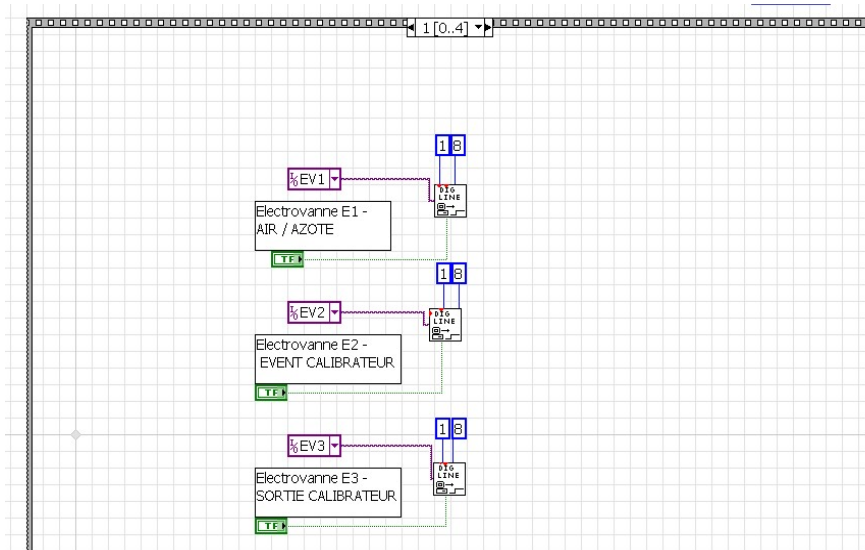 1 [0..4]
1 8
I/O EV1
DIG LINE
Electrovanne E1 -
AIR / AZOTE
TF
1 8
I/O EV2
DIG LINE
Electrovanne E2 -
EVENT CALIBRATEUR
TF
1 8
I/O EV3
DIG LINE
Electrovanne E3 -
SORTIE CALIBRATEUR
TF